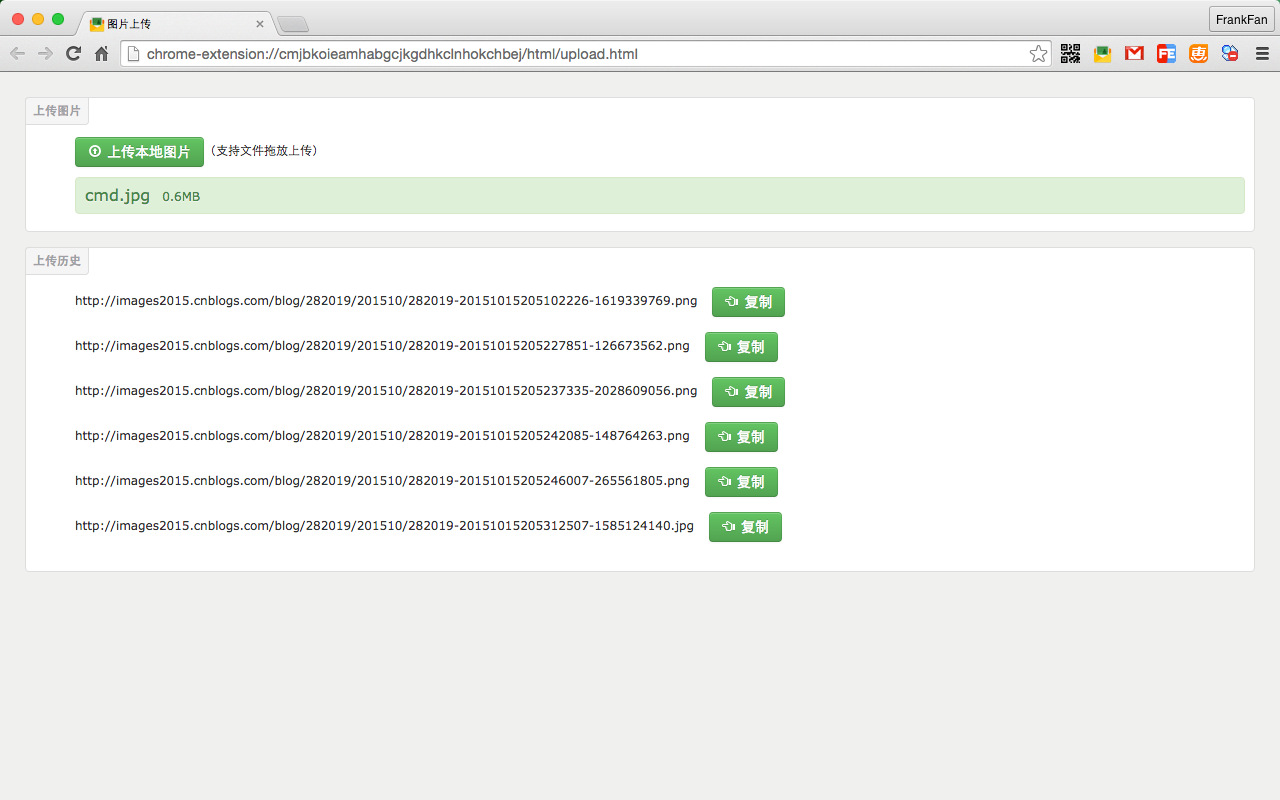 图片上传
FrankFan
chrome-extension://cmjbkoieamhabgcjkgdhkclnhokchbej/html/upload.html
上传图片
上传本地图片 (支持文件拖放上传)
cmd.jpg 0.6MB
上传历史
http://images2015.cnblogs.com/blog/282019/201510/282019-20151015205102226-1619339769.png 复制
http://images2015.cnblogs.com/blog/282019/201510/282019-20151015205227851-126673562.png 复制
http://images2015.cnblogs.com/blog/282019/201510/282019-20151015205237335-2028609056.png 复制
http://images2015.cnblogs.com/blog/282019/201510/282019-20151015205242085-148764263.png 复制
http://images2015.cnblogs.com/blog/282019/201510/282019-20151015205246007-265561805.png 复制
http://images2015.cnblogs.com/blog/282019/201510/282019-20151015205312507-1585124140.jpg 复制